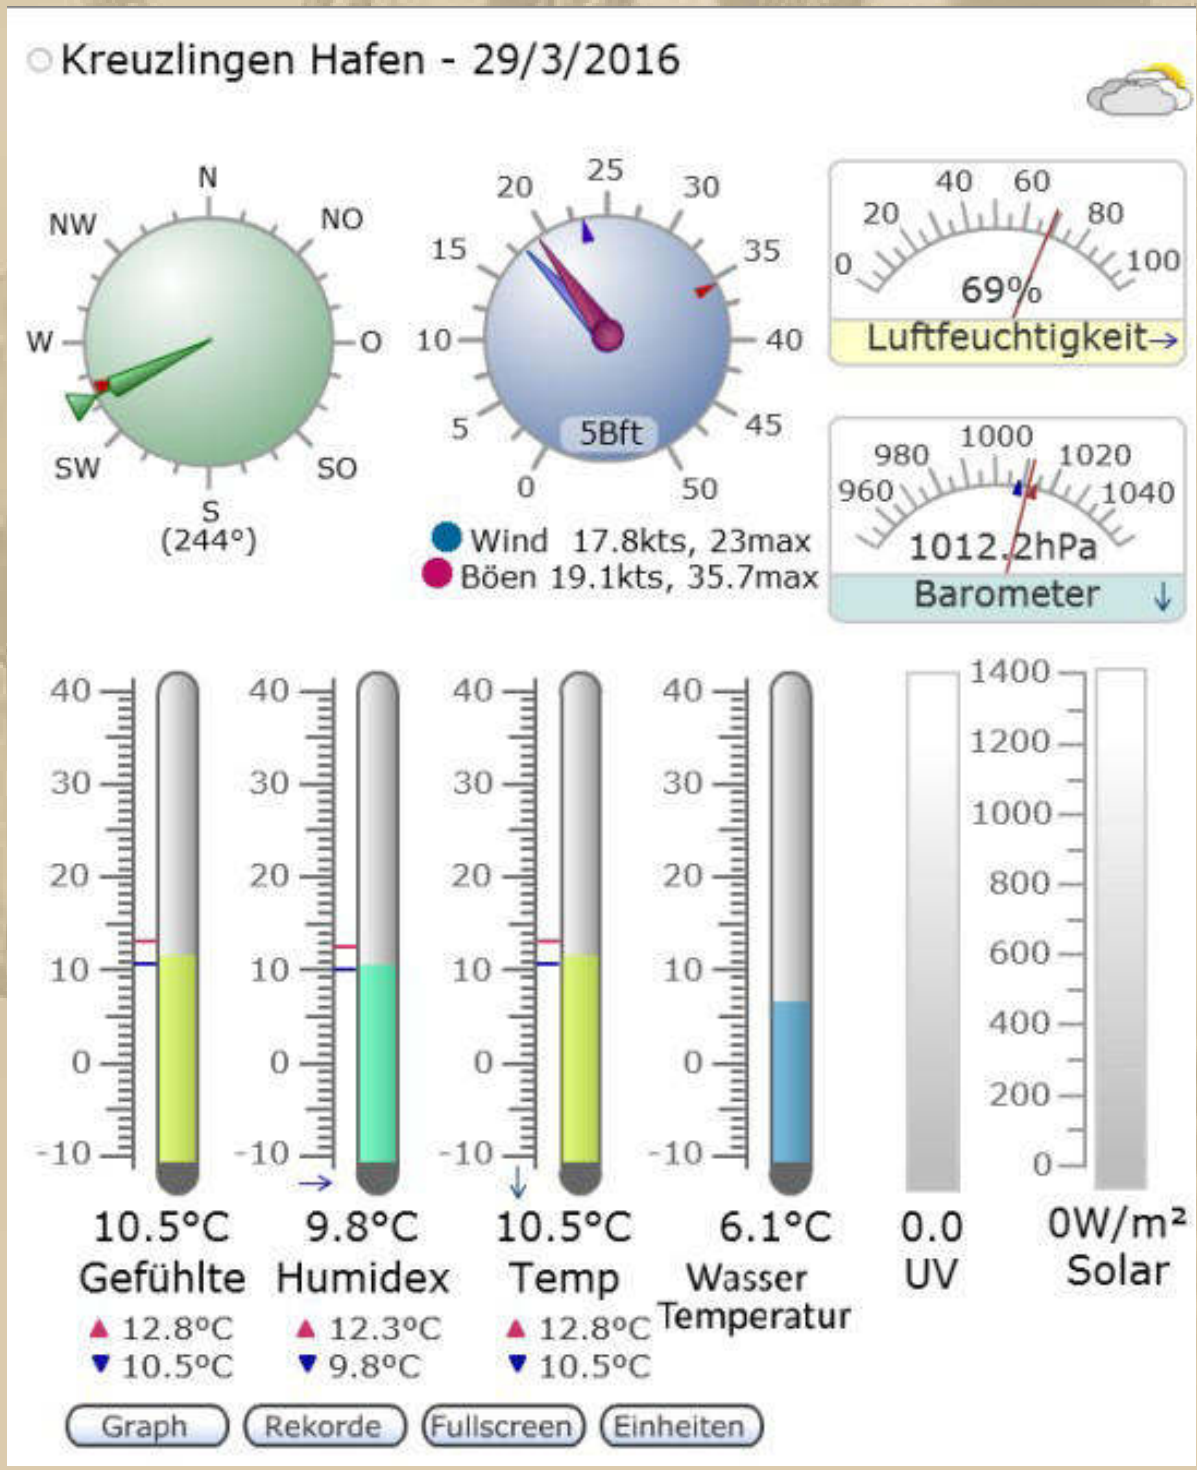 Kreuzlingen Hafen - 29/3/2016
N
NO
O
SO
S
SW
W
NW
(244°)
0
5
10
15
20
25
30
35
40
45
50
5Bft
Wind 17.8kts, 23max
Böen 19.1kts, 35.7max
0
20
40
60
80
100
69%
Luftfeuchtigkeit→
960
980
1000
1020
1040
1012.2hPa
Barometer ↓
40
30
20
10
0
-10
10.5°C
Gefühlte
▲ 12.8°C
▼ 10.5°C
40
30
20
10
0
-10
→
9.8°C
Humidex
▲ 12.3°C
▼ 9.8°C
40
30
20
10
0
-10
↓
10.5°C
Temp
▲ 12.8°C
▼ 10.5°C
40
30
20
10
0
-10
6.1°C
Wasser
Temperatur
0.0
UV
1400
1200
1000
800
600
400
200
0
0W/m²
Solar
Graph
Rekorde
Fullscreen
Einheiten